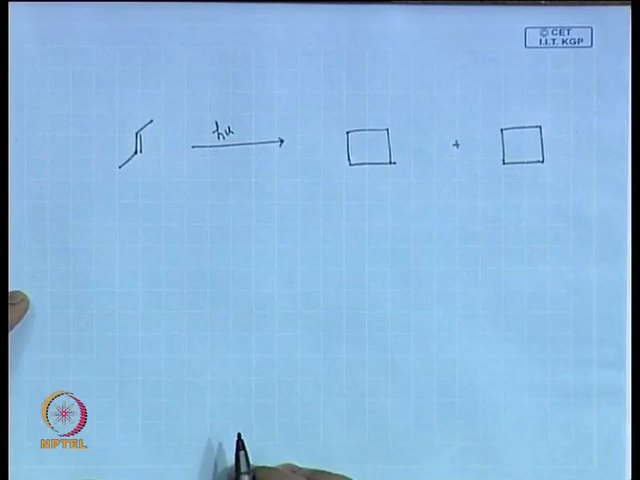 © CET
I.I.T. KGP
hν
+
NPTEL